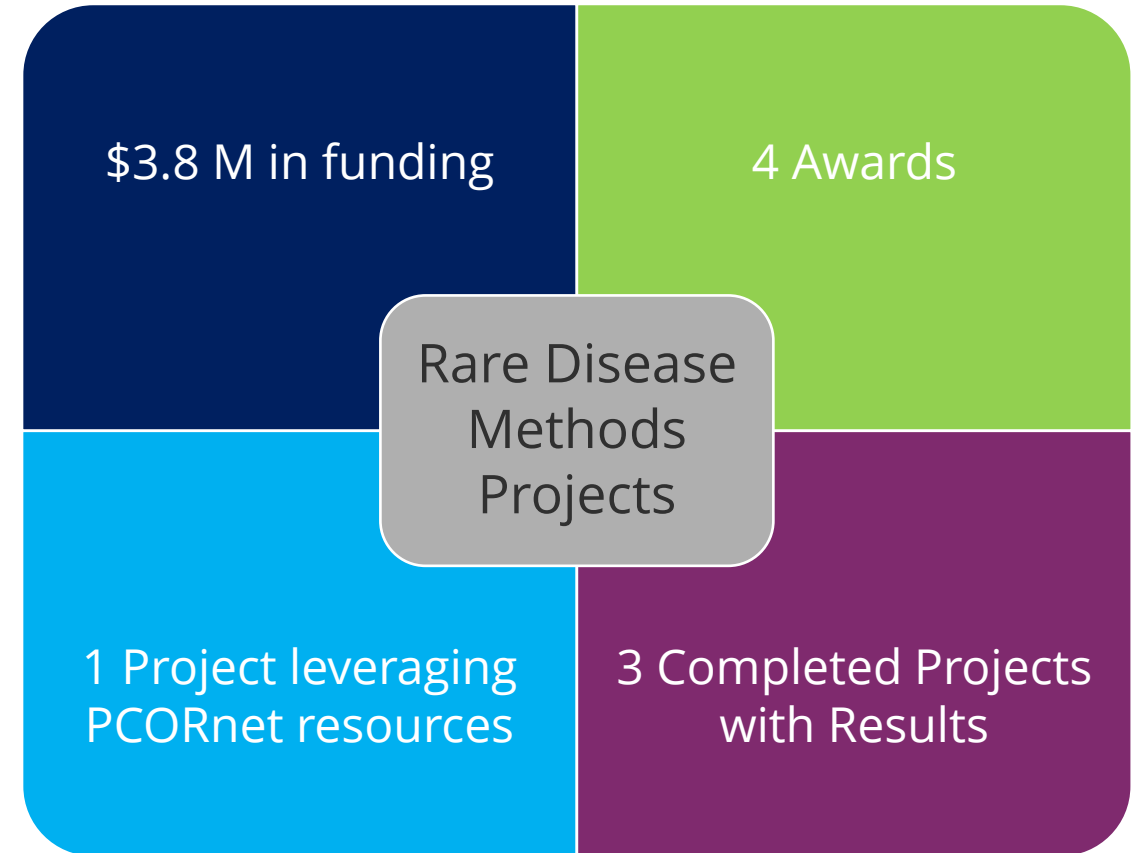 $3.8 M in funding
4 Awards
Rare Disease
Methods
Projects
1 Project leveraging
PCORnet resources
3 Completed Projects
with Results